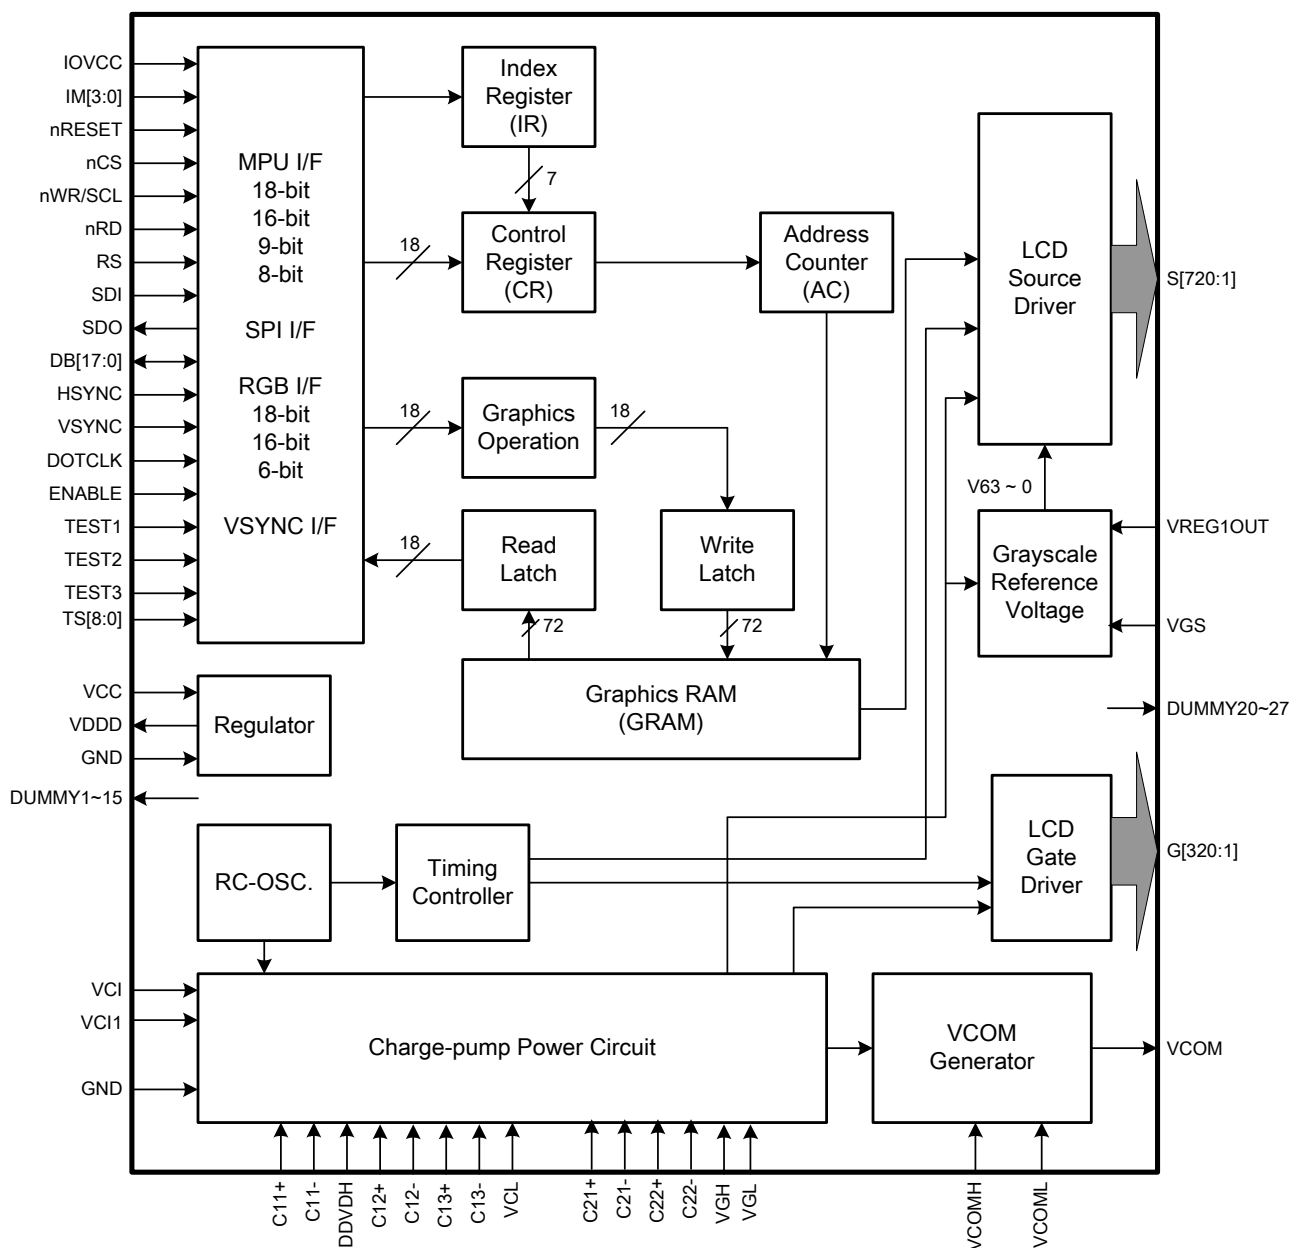 IOVCC
IM[3:0]
nRESET
nCS
nWR/SCL
nRD
RS
SDI
SDO
DB[17:0]
HSYNC
VSYNC
DOTCLK
ENABLE
TEST1
TEST2
TEST3
TS[8:0]
VCC
VDDD
GND
DUMMY1~15
VCI
VCI1
GND
MPU I/F
18-bit
16-bit
9-bit
8-bit
SPI I/F
RGB I/F
18-bit
16-bit
6-bit
VSYNC I/F
Index
Register
(IR)
7
18
Control
Register
(CR)
Address
Counter
(AC)
18
Graphics
Operation
18
18
Read
Latch
Write
Latch
72
72
Graphics RAM
(GRAM)
LCD
Source
Driver
S[720:1]
V63 ~ 0
Grayscale
Reference
Voltage
VREG1OUT
VGS
DUMMY20~27
Regulator
RC-OSC.
Timing
Controller
LCD
Gate
Driver
G[320:1]
Charge-pump Power Circuit
VCOM
Generator
VCOM
C11+
C11-
DDVDH
C12+
C12-
C13+
C13-
VCL
C21+
C21-
C22+
C22-
VGH
VGL
VCOMH
VCOML